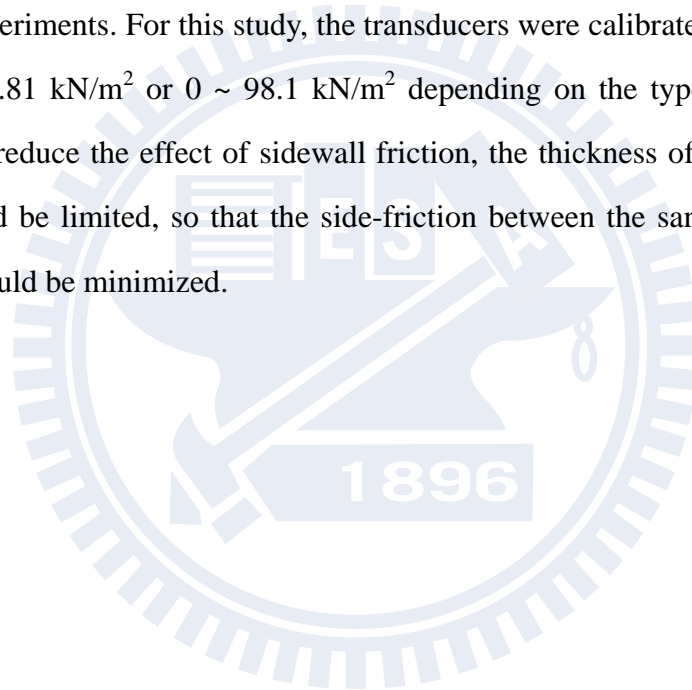 eriments. For this study, the transducers were calibrate
.81 kN/m² or 0 ~ 98.1 kN/m² depending on the type
reduce the effect of sidewall friction, the thickness of
d be limited, so that the side-friction between the sar
uld be minimized.
E S A
1896